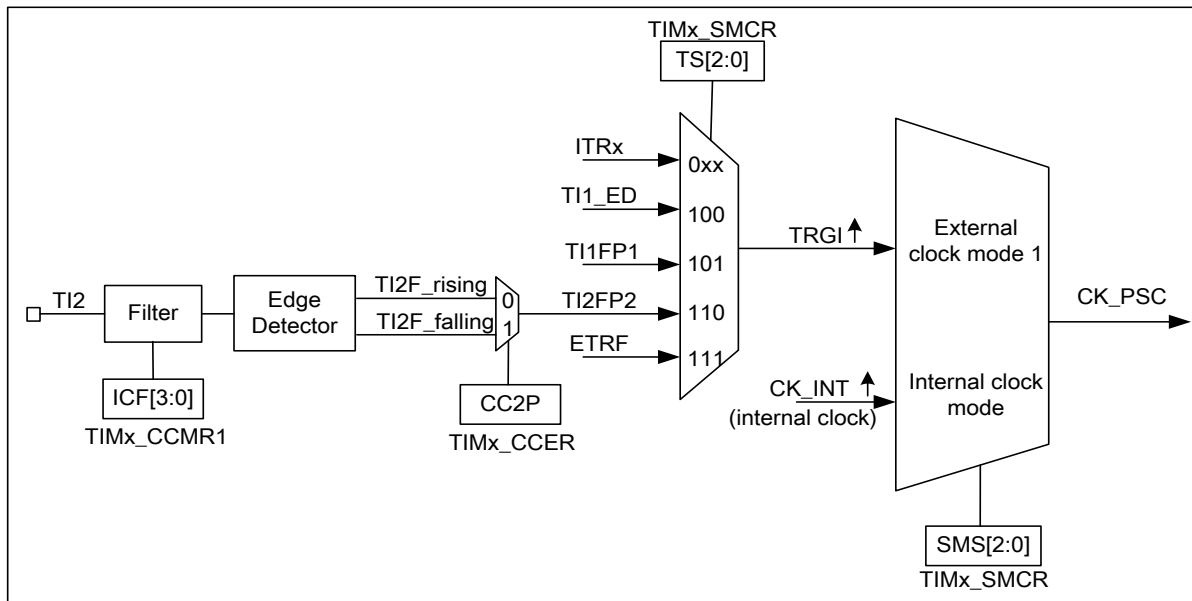 TIMx_SMCR
TS[2:0]
ITRx
0xx
TI1_ED
100
TI1FP1
101
TI2
Filter
Edge
Detector
TI2F_rising
TI2F_falling
0
1
TI2FP2
110
ETRF
111
ICF[3:0]
TIMx_CCMR1
CC2P
TIMx_CCER
TRGI
External
clock mode 1
CK_INT
(internal clock)
Internal clock
mode
CK_PSC
SMS[2:0]
TIMx_SMCR